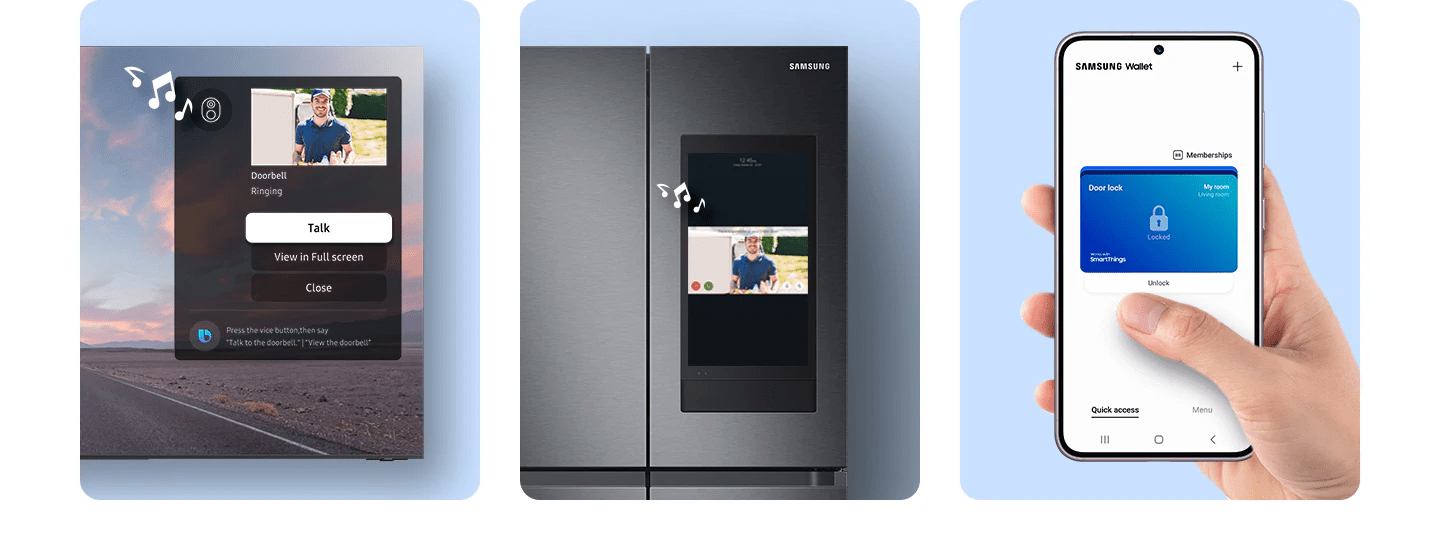 Doorbell
Ringing
Talk
View in Full screen
Close
Press the vice button,then say
"Talk to the doorbell." | "View the doorbell"
SAMSUNG
12:45
SAMSUNG Wallet
Memberships
Door lock
My room
Living room
Locked
Works with
SmartThings
Unlock
Quick access
Menu